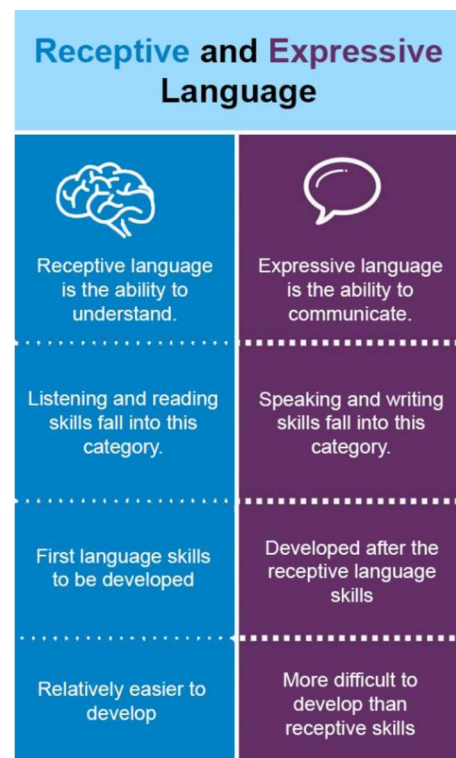 Receptive and Expressive
Language
Receptive language
is the ability to
understand.
Expressive language
is the ability to
communicate.
Listening and reading
skills fall into this
category.
Speaking and writing
skills fall into this
category.
First language skills
to be developed
Developed after the
receptive language
skills
Relatively easier to
develop
More difficult to
develop than
receptive skills